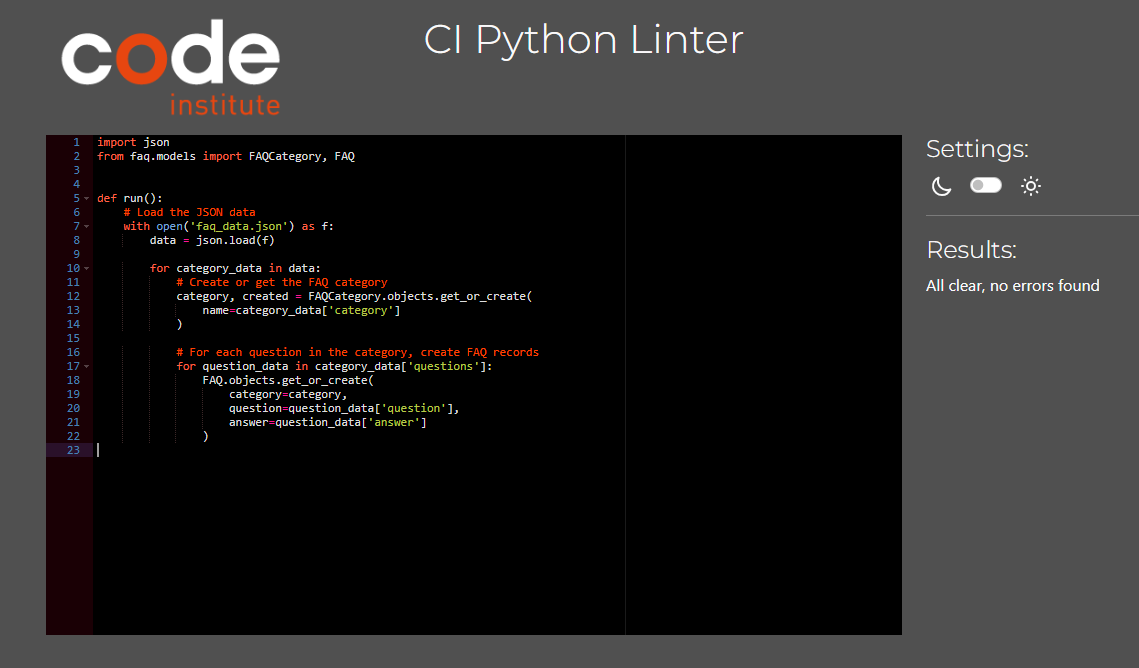 code
institute
CI Python Linter
1 import json
2 from faq.models import FAQCategory, FAQ
3
4
5 def run():
6     # Load the JSON data
7     with open('faq_data.json') as f:
8         data = json.load(f)
9
10         for category_data in data:
11             # Create or get the FAQ category
12             category, created = FAQCategory.objects.get_or_create(
13                 name=category_data['category']
14             )
15
16             # For each question in the category, create FAQ records
17             for question_data in category_data['questions']:
18                 FAQ.objects.get_or_create(
19                     category=category,
20                     question=question_data['question'],
21                     answer=question_data['answer']
22                 )
23
Settings:
Results:
All clear, no errors found